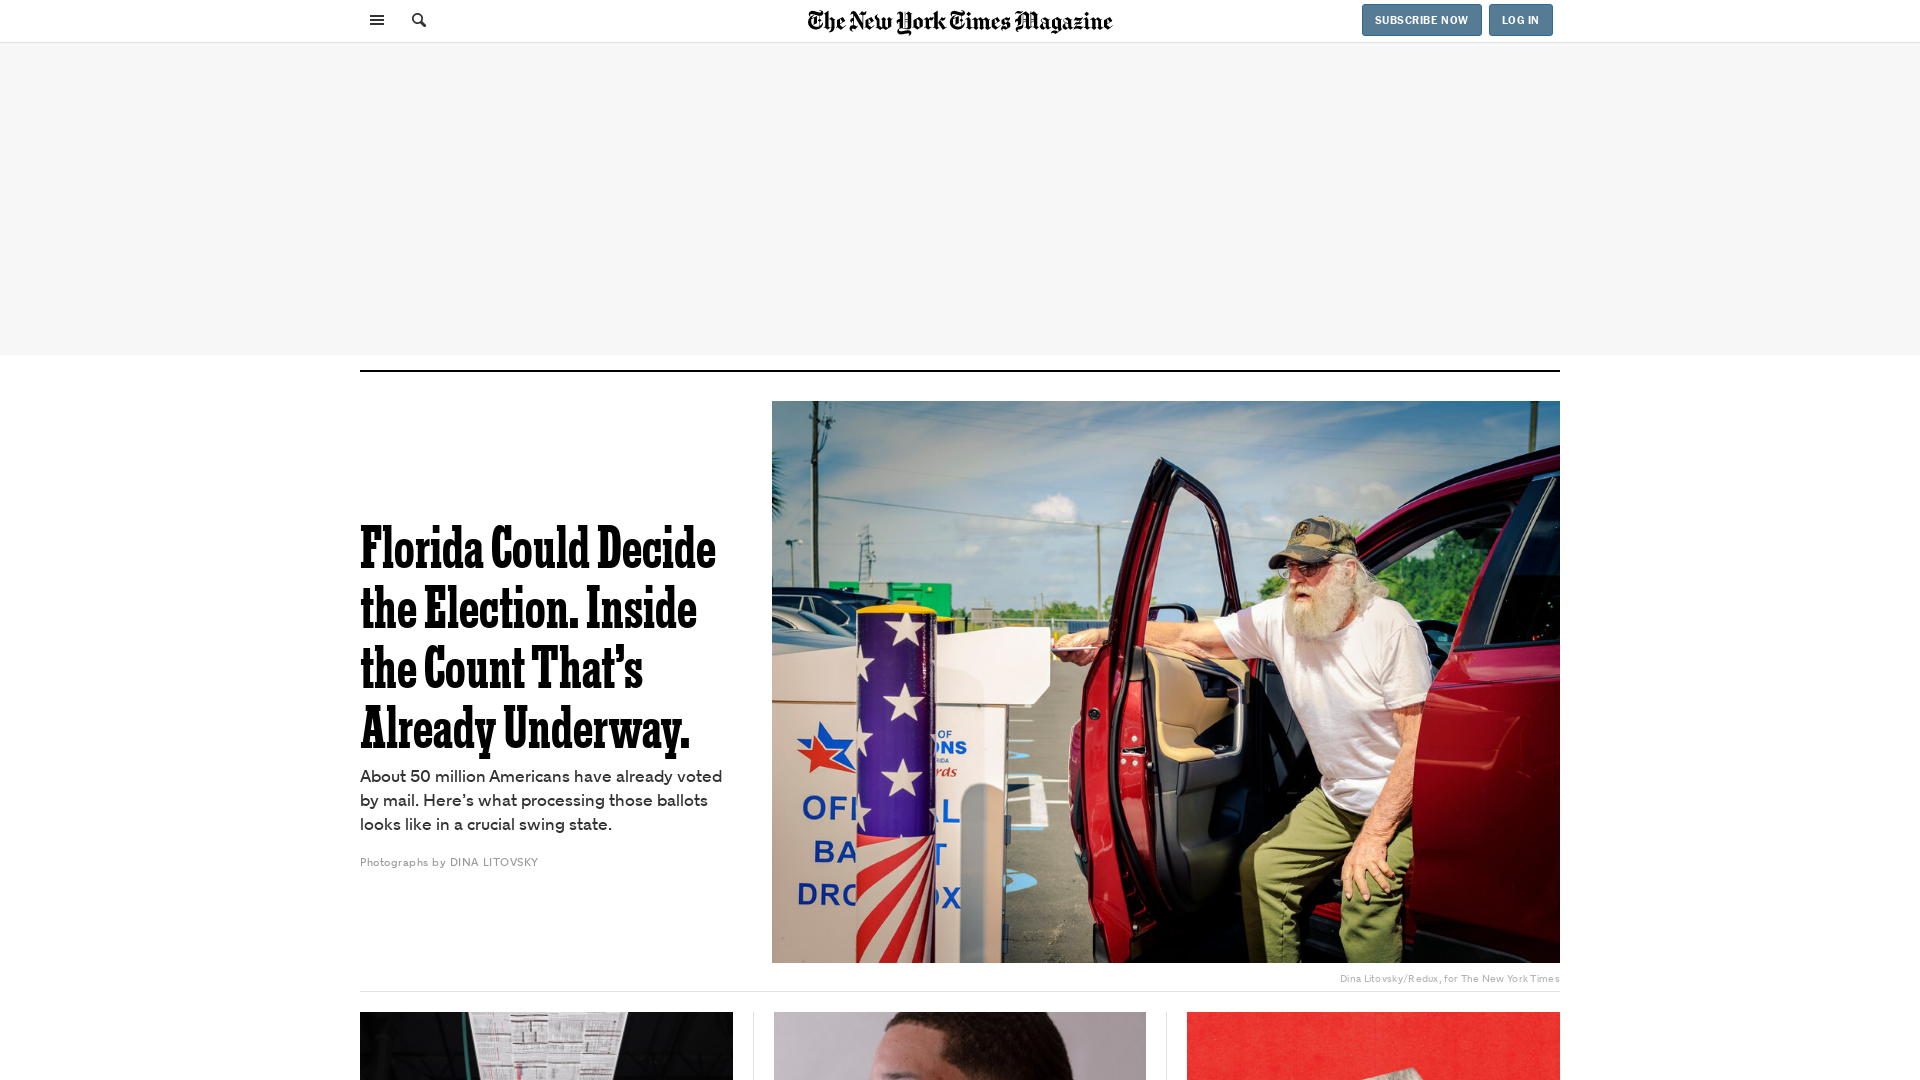 The New York Times Magazine
SUBSCRIBE NOW
LOG IN
Florida Could Decide
the Election. Inside
the Count That’s
Already Underway.
About 50 million Americans have already voted
by mail. Here’s what processing those ballots
looks like in a crucial swing state.
Photographs by DINA LITOVSKY
OF
ONS
OFI
AL
BA
T
DRO
OX
Dina Litovsky/Redux, for The New York Times